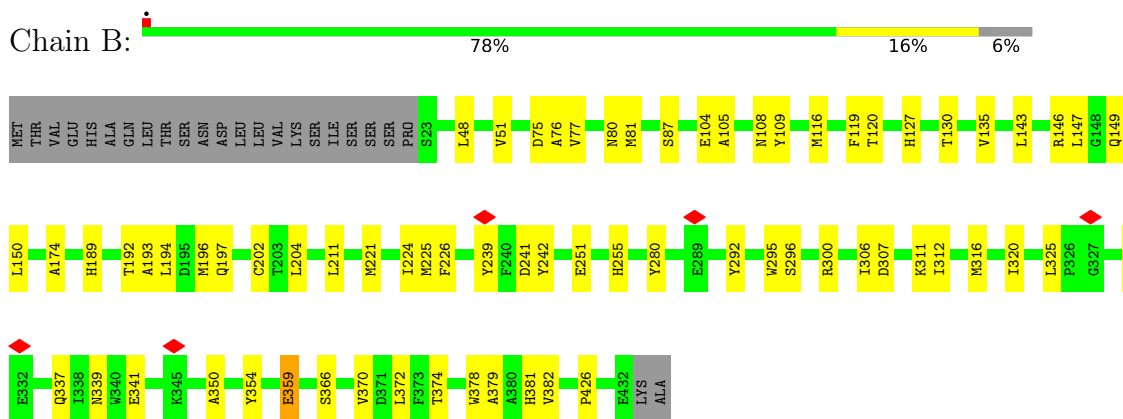 Chain B:
78% 16% 6%
MET THR VAL GLU HIS ALA GLN LEU THR SER ASN ASP LEU LEU VAL LYS SER ILE SER SER SER PRO S23 L48 V51 D75 A76 V77 N80 M81 S87 E104 A105 N108 Y109 M116 F119 T120 H127 T130 V135 L143 R146 L147 G148 Q149
L150 A174 H189 T192 A193 L194 D195 M196 Q197 C202 T203 L204 L211 M221 I224 M225 F226 Y239 F240 D241 Y242 E251 H255 Y280 E289 Y292 W295 S296 R300 I306 D307 K311 I312 M316 I320 L325 P326 G327
E332 Q337 I338 N339 W340 E341 K345 A350 Y354 E359 S366 V370 D371 L372 F373 T374 W378 A379 A380 H381 V382 P426 E432 LYS ALA